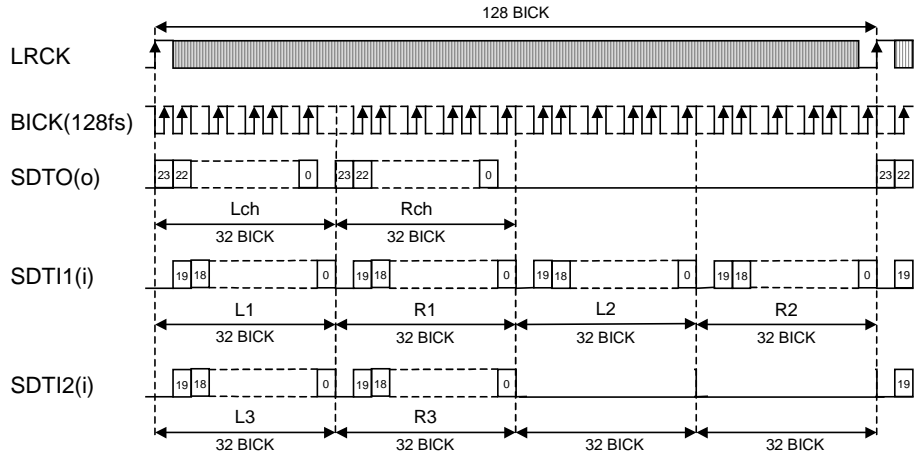 128 BICK
LRCK
BICK(128fs)
SDTO(o)
23 22 0 23 22 0 23 22
Lch Rch
32 BICK 32 BICK
SDTI1(i)
19 18 0 19 18 0 19 18 0 19 18 0 19
L1 R1 L2 R2
32 BICK 32 BICK 32 BICK 32 BICK
SDTI2(i)
19 18 0 19 18 0 19
L3 R3
32 BICK 32 BICK 32 BICK 32 BICK